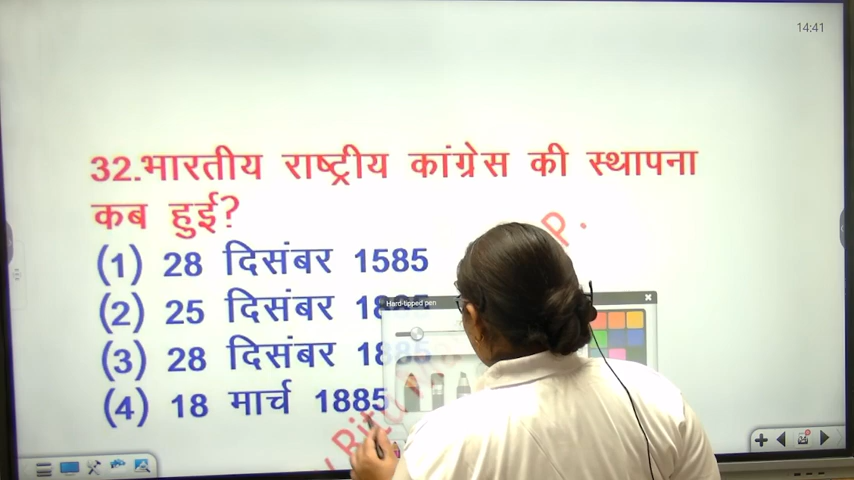 14:41
32.भारतीय राष्ट्रीय कांग्रेस की स्थापना
कब हुई?
(1) 28 दिसंबर 1585
(2) 25 दिसंबर
Hard-tipped pen
(3) 28 दिसंबर 1885
(4) 18 मार्च 1885
P.